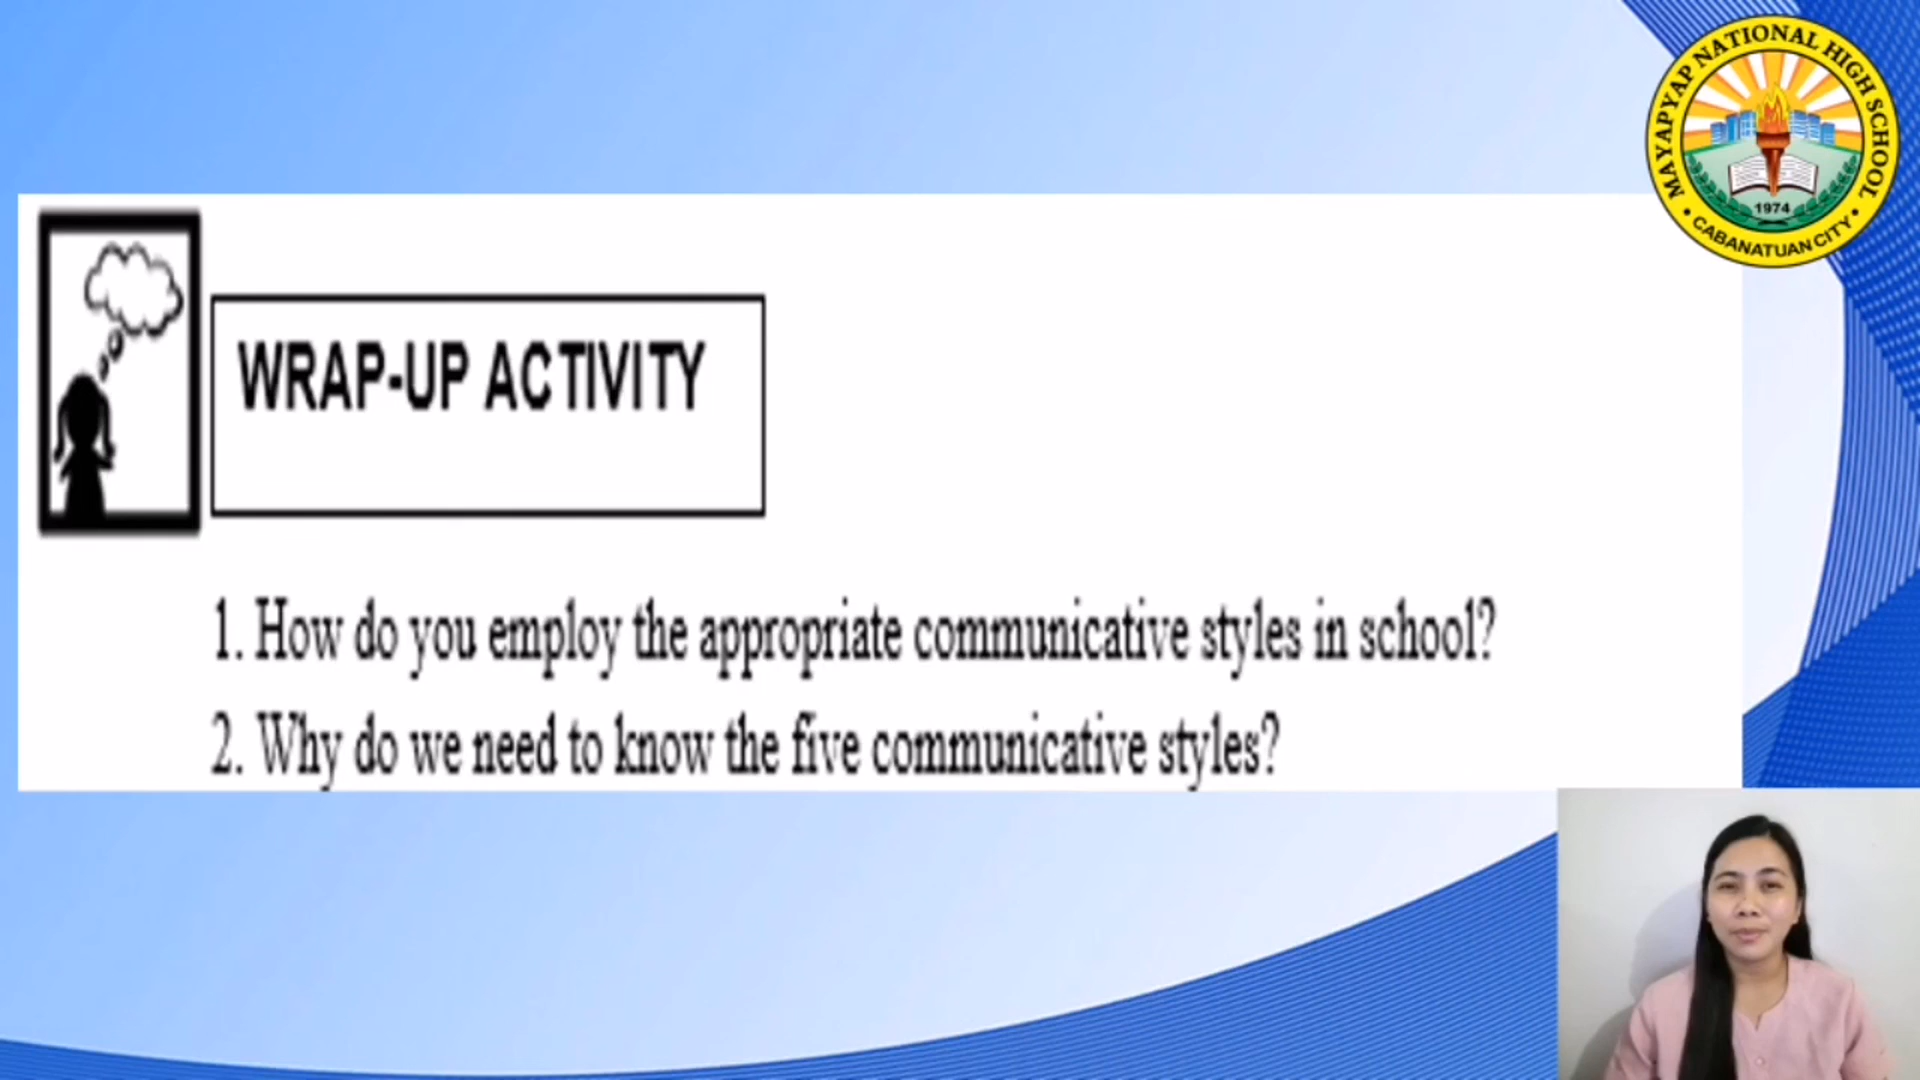 MAYAPYAP NATIONAL HIGH SCHOOL
1974
• CABANATUAN CITY •
WRAP-UP ACTIVITY
1. How do you employ the appropriate communicative styles in school?
2. Why do we need to know the five communicative styles?